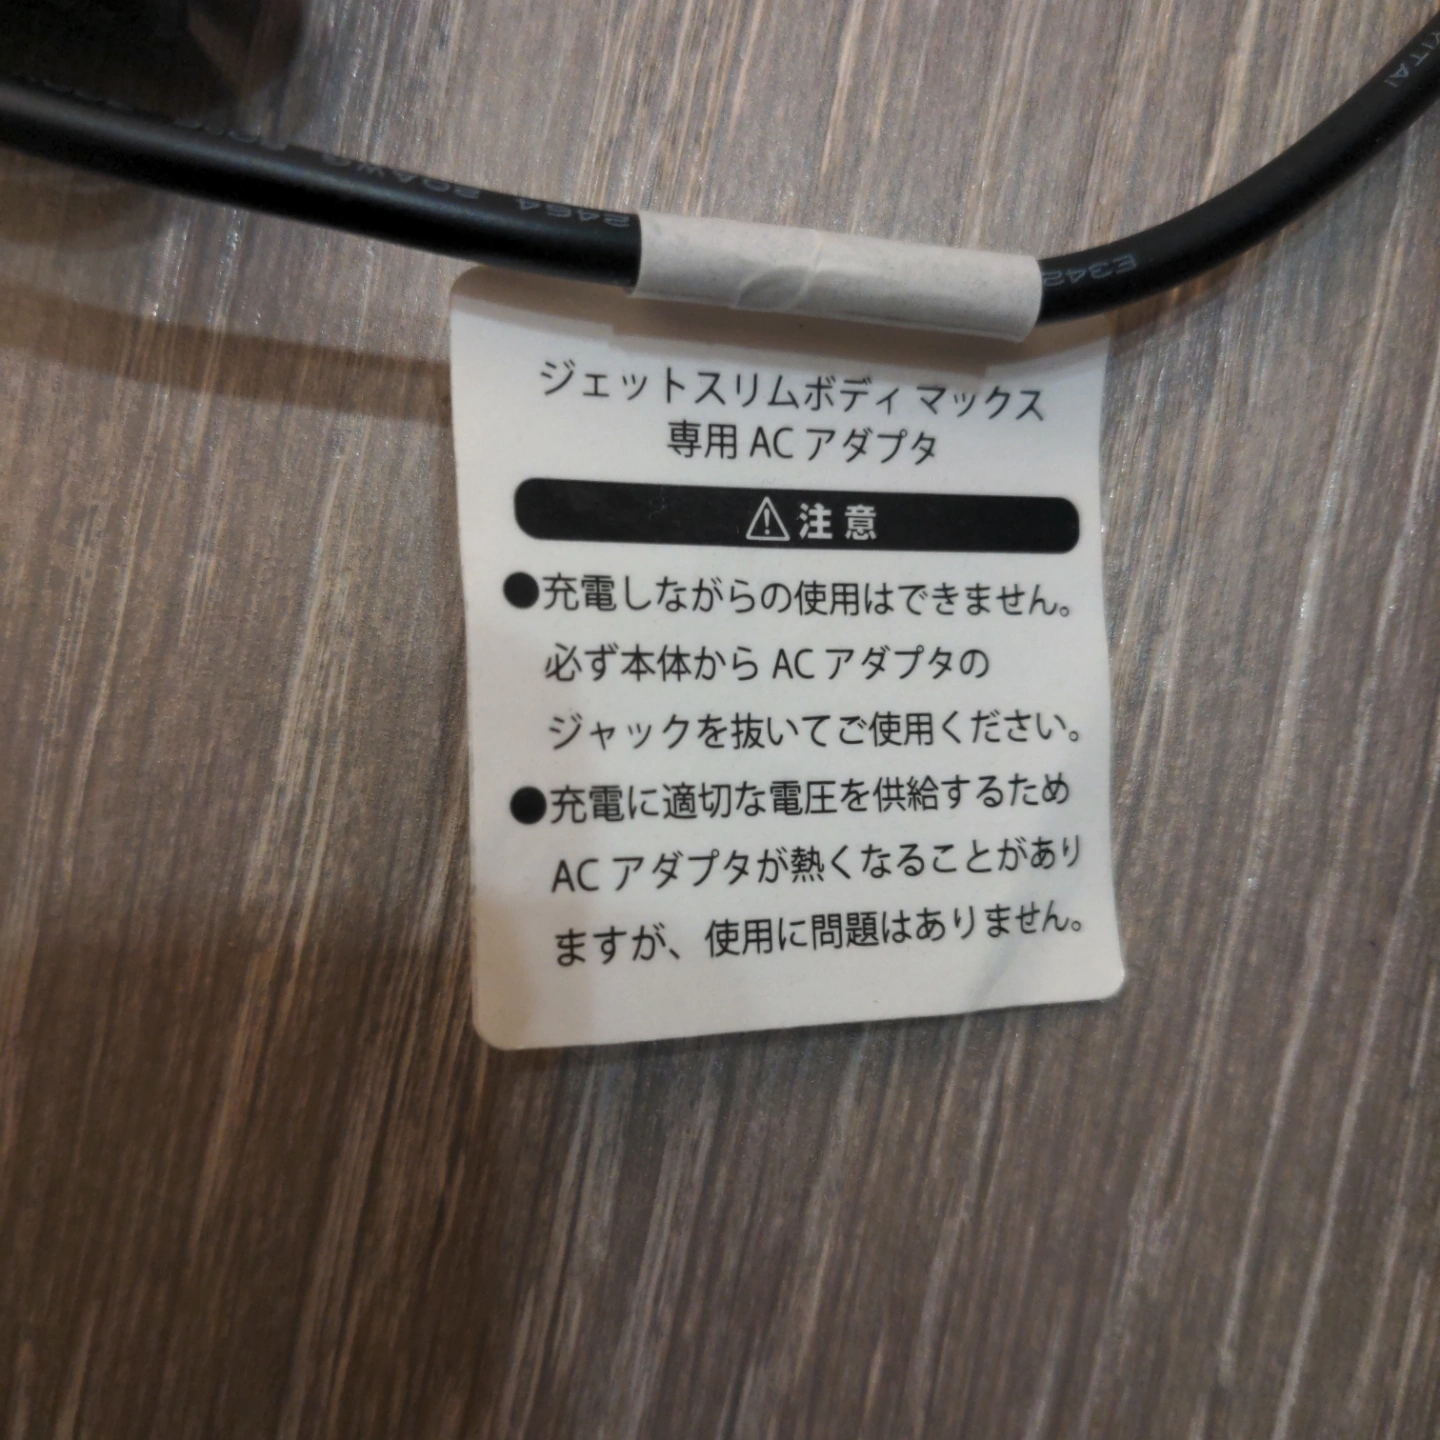 2464
E342
ジェットスリムボディ マックス
専用 AC アダプタ
⚠注意
●充電しながらの使用はできません。
必ず本体から AC アダプタの
ジャックを抜いてご使用ください。
●充電に適切な電圧を供給するため
AC アダプタが熱くなることがあり
ますが、使用に問題はありません。